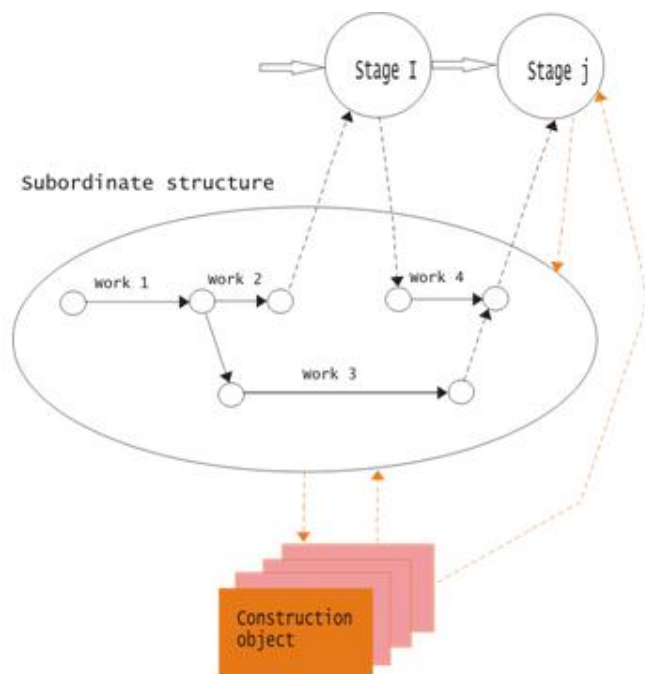 Stage I
Stage j
Subordinate structure
Work 1
Work 2
Work 4
Work 3
Construction
object